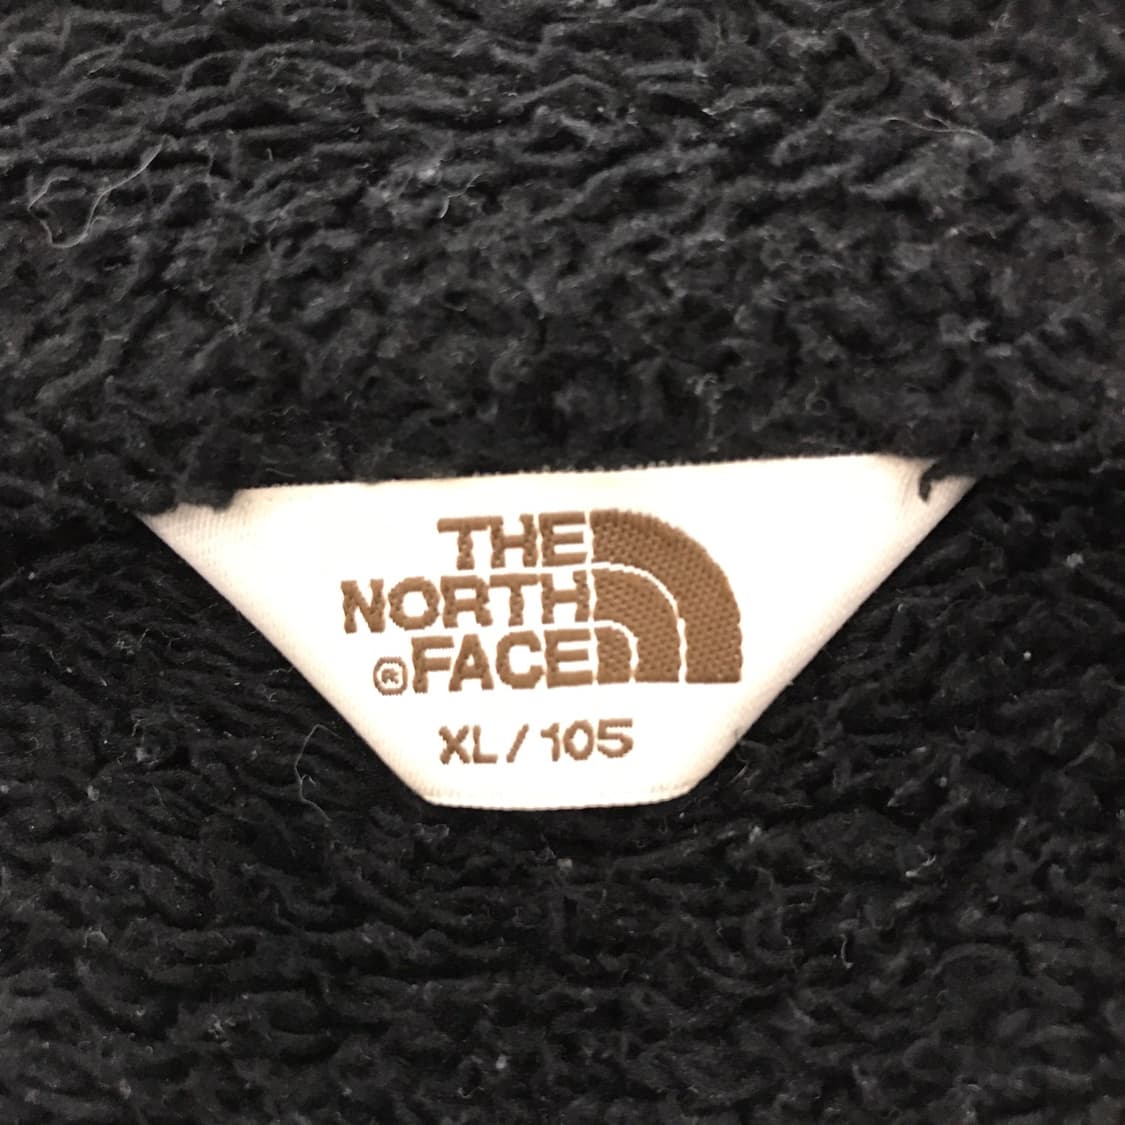 THE
NORTH
®FACE
XL/105